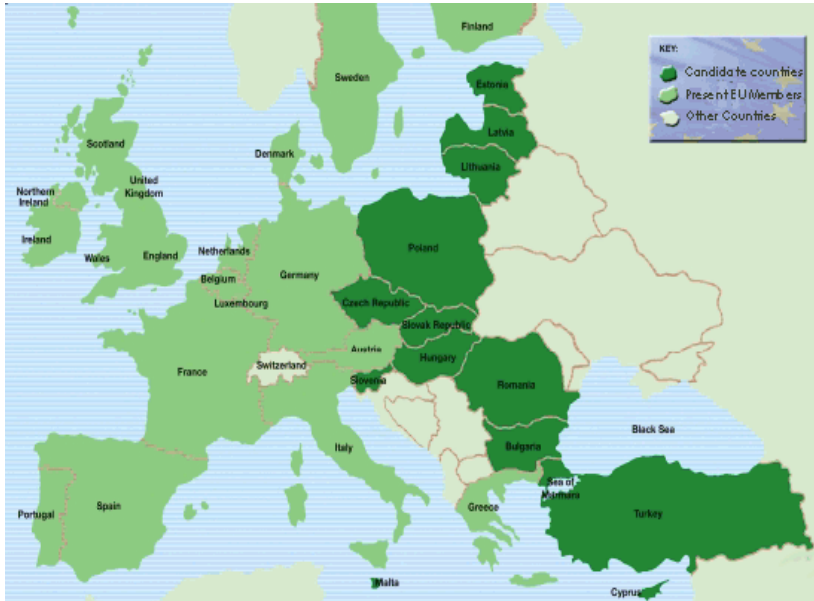 Finland
KEY:
Candidate countries
Present EU Members
Other Countries
Sweden
Estonia
Scotland
Latvia
Denmark
Lithuania
Northern
Ireland
United
Kingdom
Ireland
Netherlands
Poland
Wales
England
Belgium
Germany
Luxembourg
Czech Republic
Slovak Republic
Austria
Hungary
France
Switzerland
Slovenia
Romania
Black Sea
Italy
Bulgaria
Sea of
Marmara
Spain
Portugal
Greece
Turkey
Malta
Cyprus